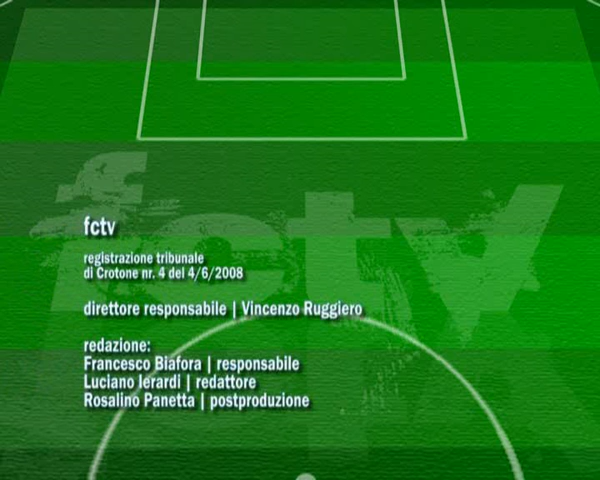 fctv
fctv
registrazione tribunale
di Crotone nr. 4 del 4/6/2008
direttore responsabile | Vincenzo Ruggiero
redazione:
Francesco Biafora | responsabile
Luciano Ierardi | redattore
Rosalino Panetta | postproduzione